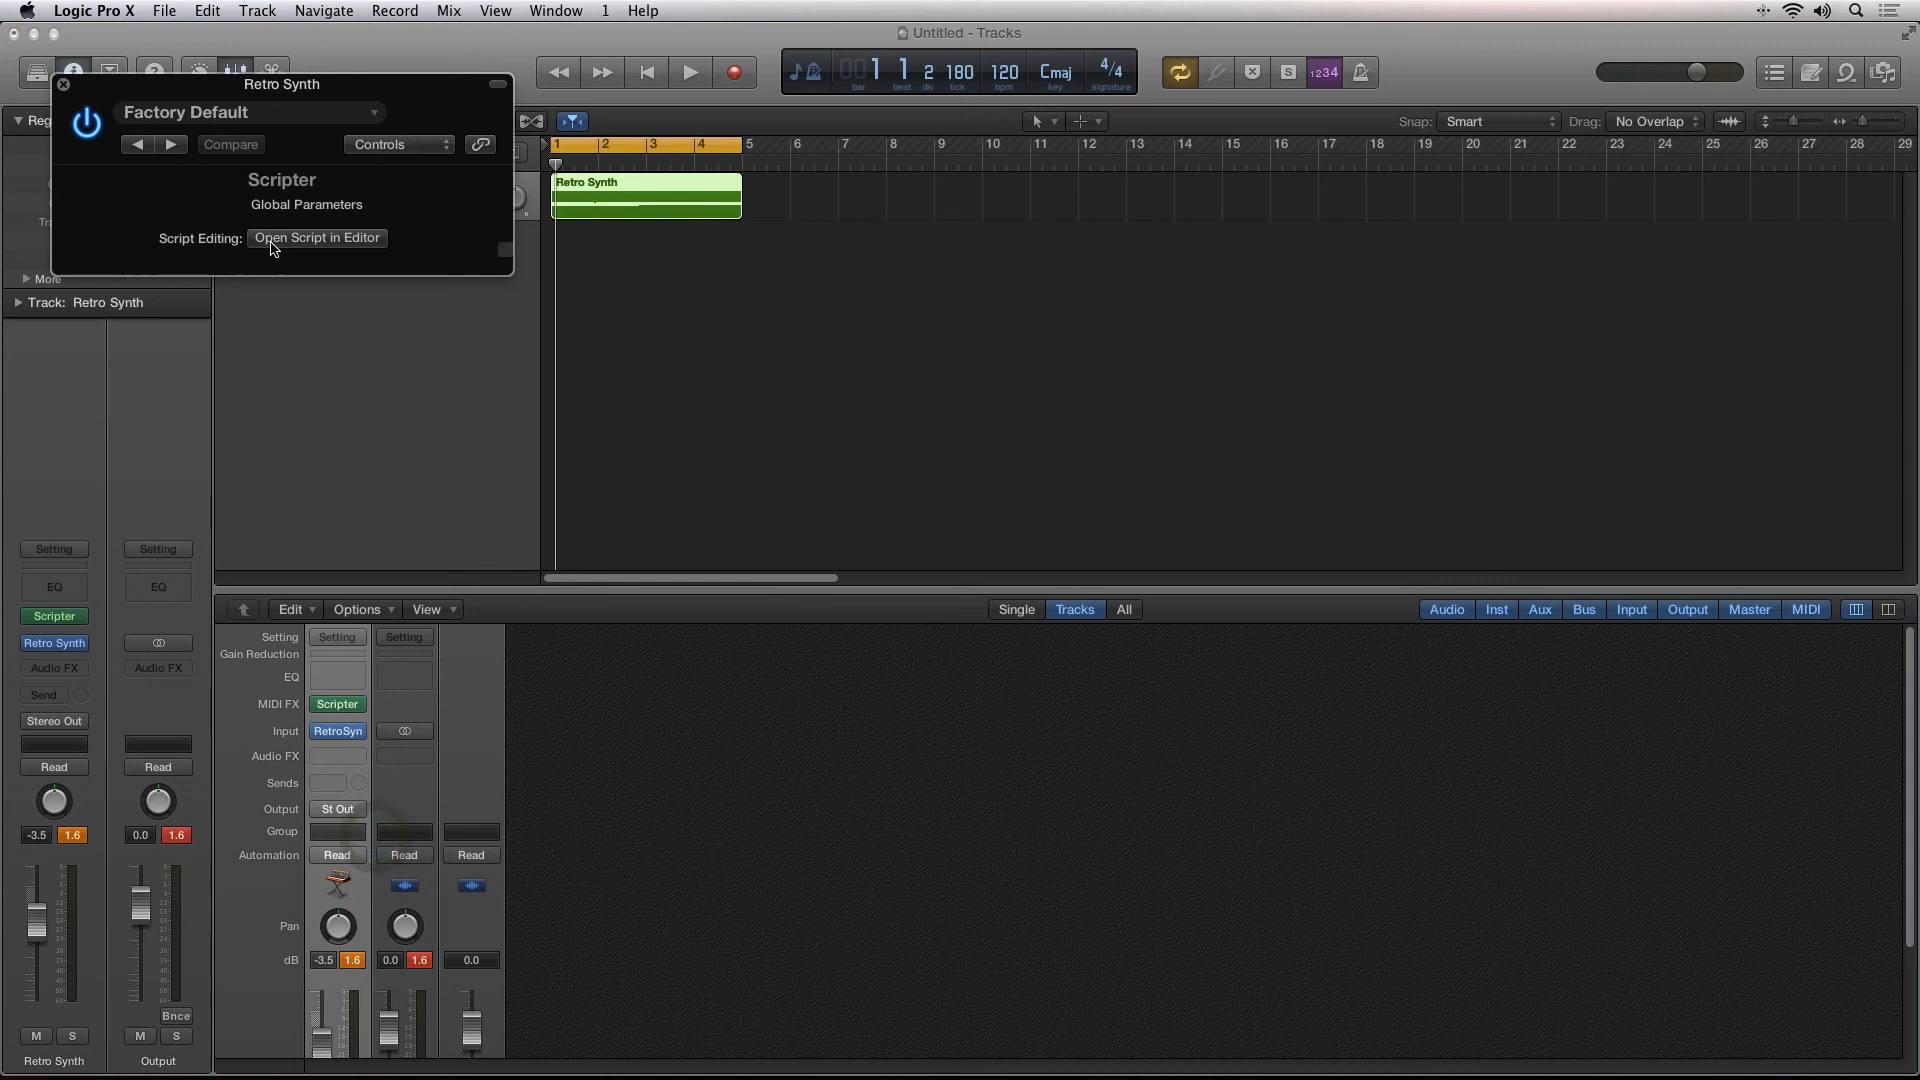 Logic Pro X File Edit Track Navigate Record Mix View Window 1 Help
Untitled - Tracks
1 1 2 180 120 Cmaj 4/4
bar beat div tick bpm key signature
1234
Retro Synth
Factory Default
Compare
Controls
Scripter
Global Parameters
Script Editing: Open Script in Editor
Reg
More
Track: Retro Synth
Snap: Smart Drag: No Overlap
1 2 3 4 5 6 7 8 9 10 11 12 13 14 15 16 17 18 19 20 21 22 23 24 25 26 27 28 29
Retro Synth
Setting Setting
EQ EQ
Scripter
Retro Synth
Audio FX Audio FX
Send
Stereo Out
Read Read
-3.5 1.6 0.0 1.6
Bnce
M S M S
Retro Synth Output
Edit Options View Single Tracks All Audio Inst Aux Bus Input Output Master MIDI
Setting Setting Setting
Gain Reduction
EQ
MIDI FX Scripter
Input RetroSyn
Audio FX
Sends
Output St Out
Group
Automation Read Read Read
Pan
dB -3.5 1.6 0.0 1.6 0.0